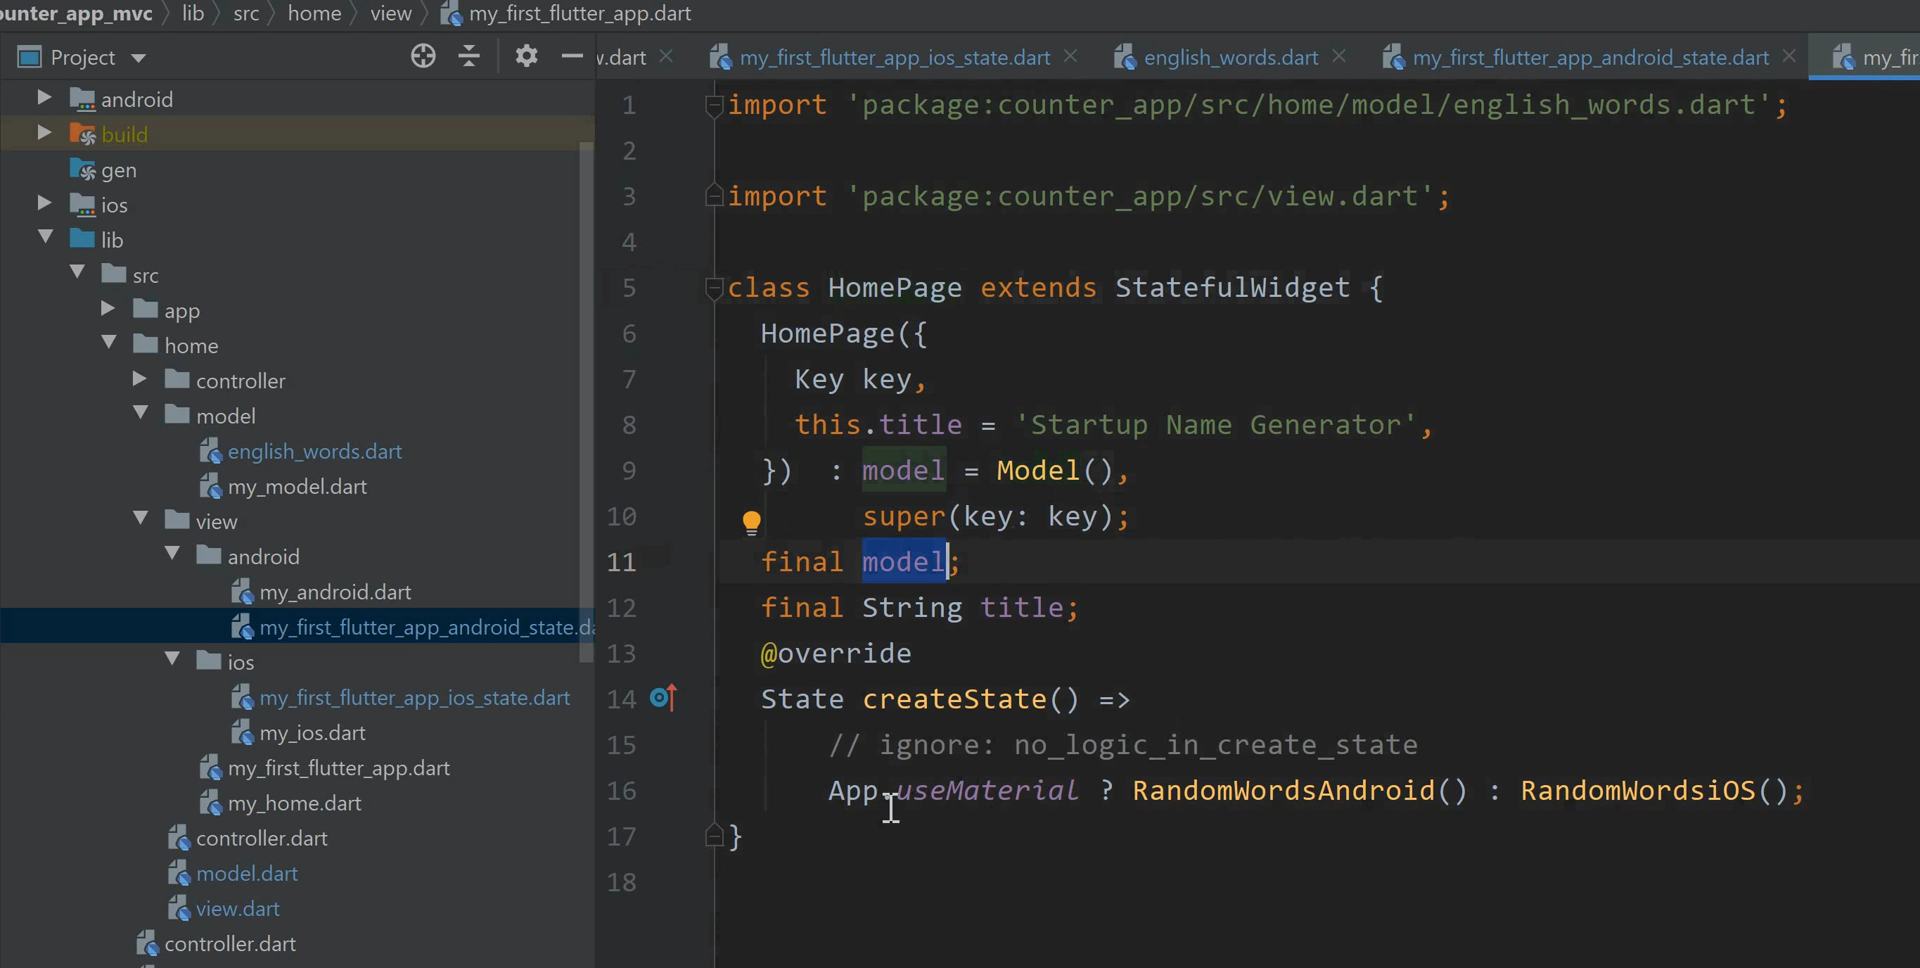 ounter_app_mvc lib src home view my_first_flutter_app.dart
Project
.dart my_first_flutter_app_ios_state.dart english_words.dart my_first_flutter_app_android_state.dart my_fir
android
build
gen
ios
lib
src
app
home
controller
model
english_words.dart
my_model.dart
view
android
my_android.dart
my_first_flutter_app_android_state.da
ios
my_first_flutter_app_ios_state.dart
my_ios.dart
my_first_flutter_app.dart
my_home.dart
controller.dart
model.dart
view.dart
controller.dart
1 import 'package:counter_app/src/home/model/english_words.dart';
2
3 import 'package:counter_app/src/view.dart';
4
5 class HomePage extends StatefulWidget {
6 HomePage({
7 Key key,
8 this.title = 'Startup Name Generator',
9 }) : model = Model(),
10 super(key: key);
11 final model;
12 final String title;
13 @override
14 State createState() =>
15 // ignore: no_logic_in_create_state
16 App.useMaterial ? RandomWordsAndroid() : RandomWordsiOS();
17 }
18